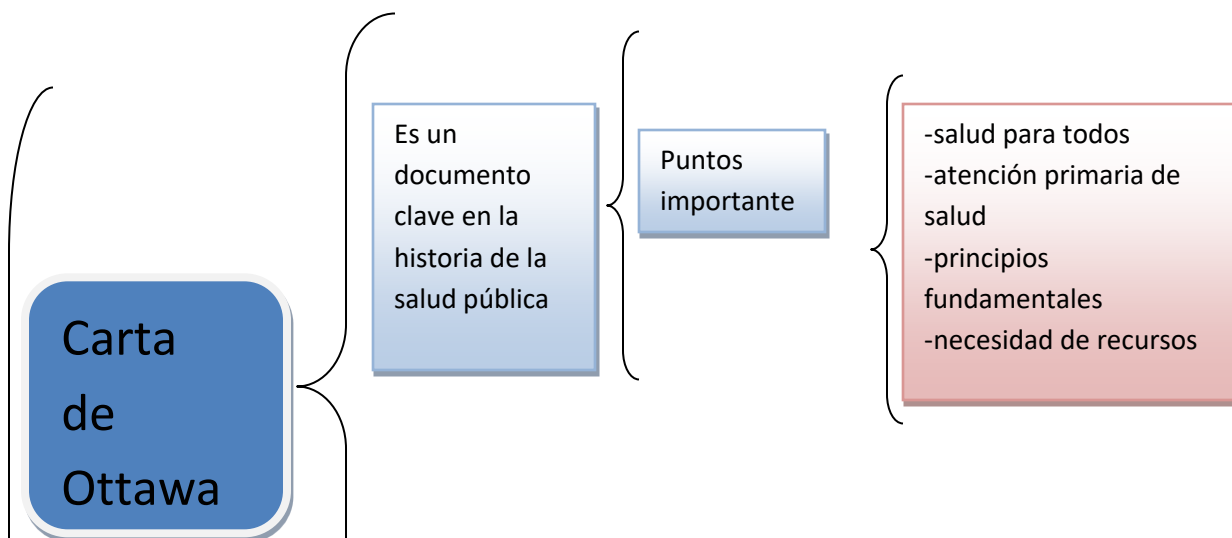 Carta
de
Ottawa
Es un
documento
clave en la
historia de la
salud pública
Puntos
importante
-salud para todos
-atención primaria de
salud
-principios
fundamentales
-necesidad de recursos